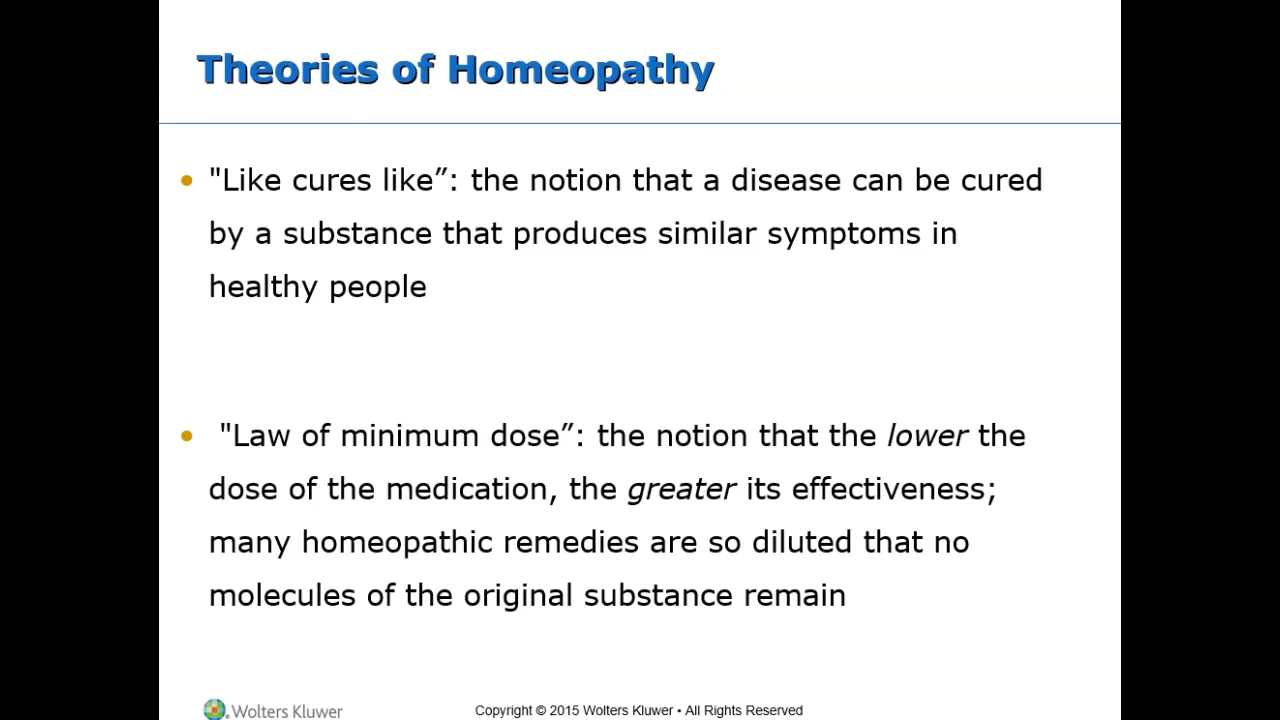 Theories of Homeopathy
• "Like cures like”: the notion that a disease can be cured
by a substance that produces similar symptoms in
healthy people
• "Law of minimum dose”: the notion that the lower the
dose of the medication, the greater its effectiveness;
many homeopathic remedies are so diluted that no
molecules of the original substance remain
Wolters Kluwer
Copyright © 2015 Wolters Kluwer • All Rights Reserved